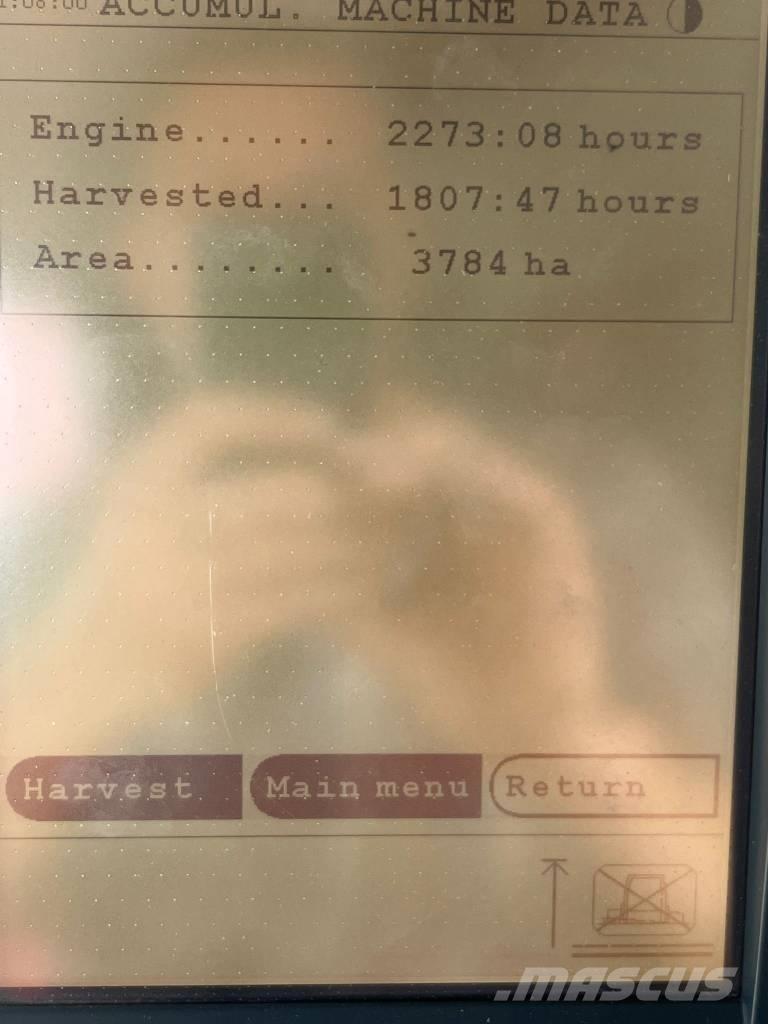 ACCUMUL. MACHINE DATA
Engine...... 2273:08 hours
Harvested... 1807:47 hours
Area........ 3784 ha
Harvest Main menu Return
.MASCUS